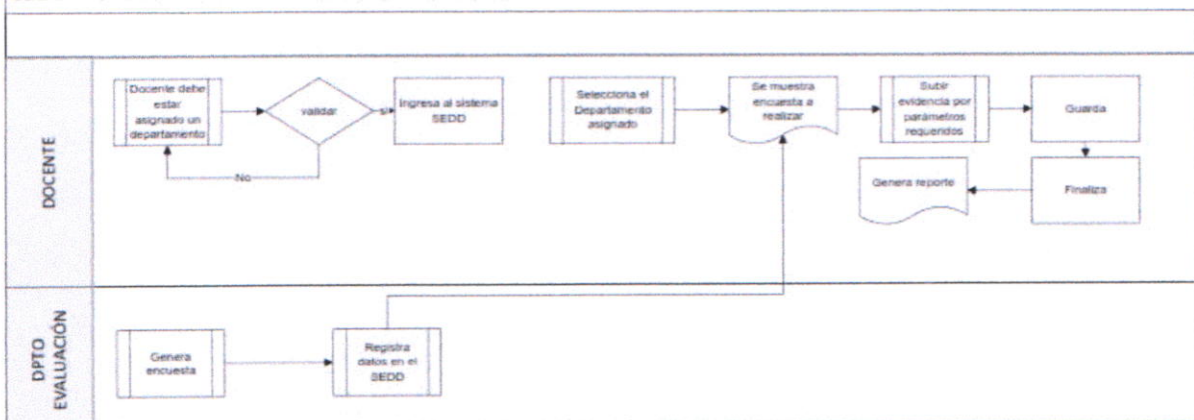 DOCENTE
Docente debe
estar
asignado un
departamento
validar
si
Ingresa al sistema
SEDD
No
Selecciona el
Departamento
asignado
Se muestra
encuesta a
realizar
Subir
evidencia por
parámetros
requeridos
Guarda
Finaliza
Genera reporte
DPTO
EVALUACIÓN
Genera
encuesta
Registra
datos en el
SEDD